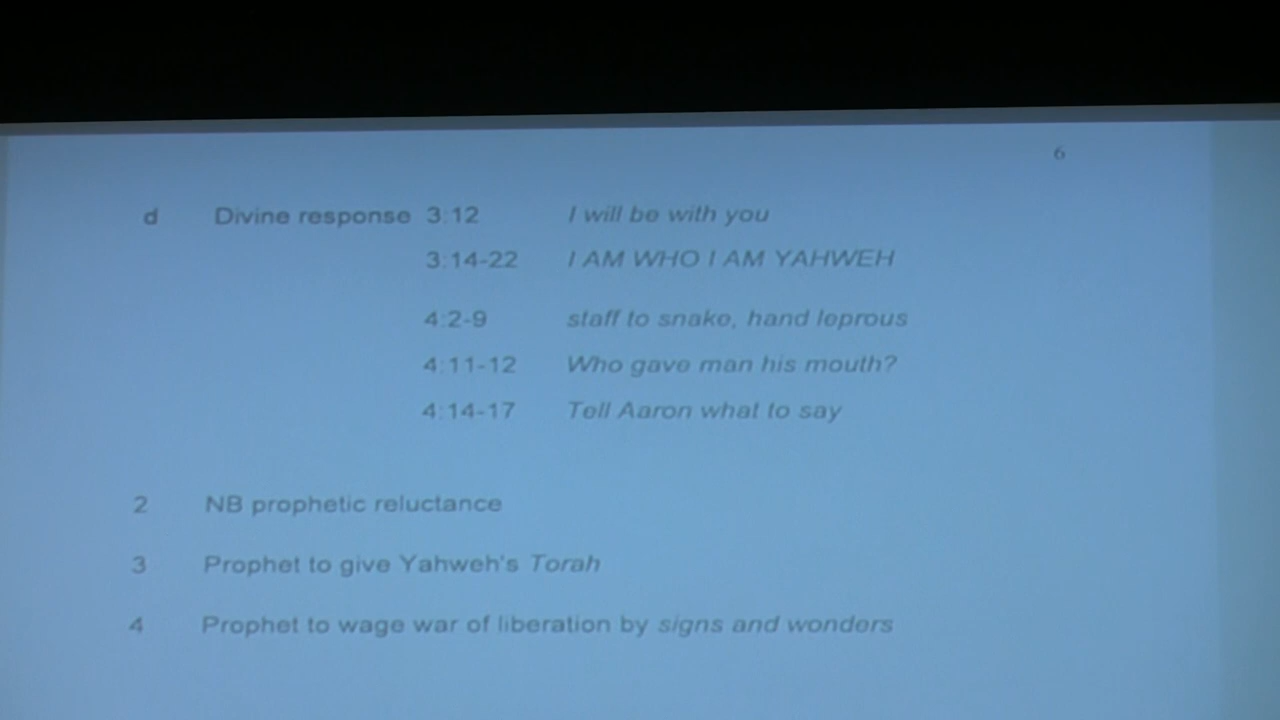 6
d Divine response 3:12 I will be with you
3:14-22 I AM WHO I AM YAHWEH
4:2-9 staff to snake, hand leprous
4:11-12 Who gave man his mouth?
4:14-17 Tell Aaron what to say
2 NB prophetic reluctance
3 Prophet to give Yahweh's Torah
4 Prophet to wage war of liberation by signs and wonders